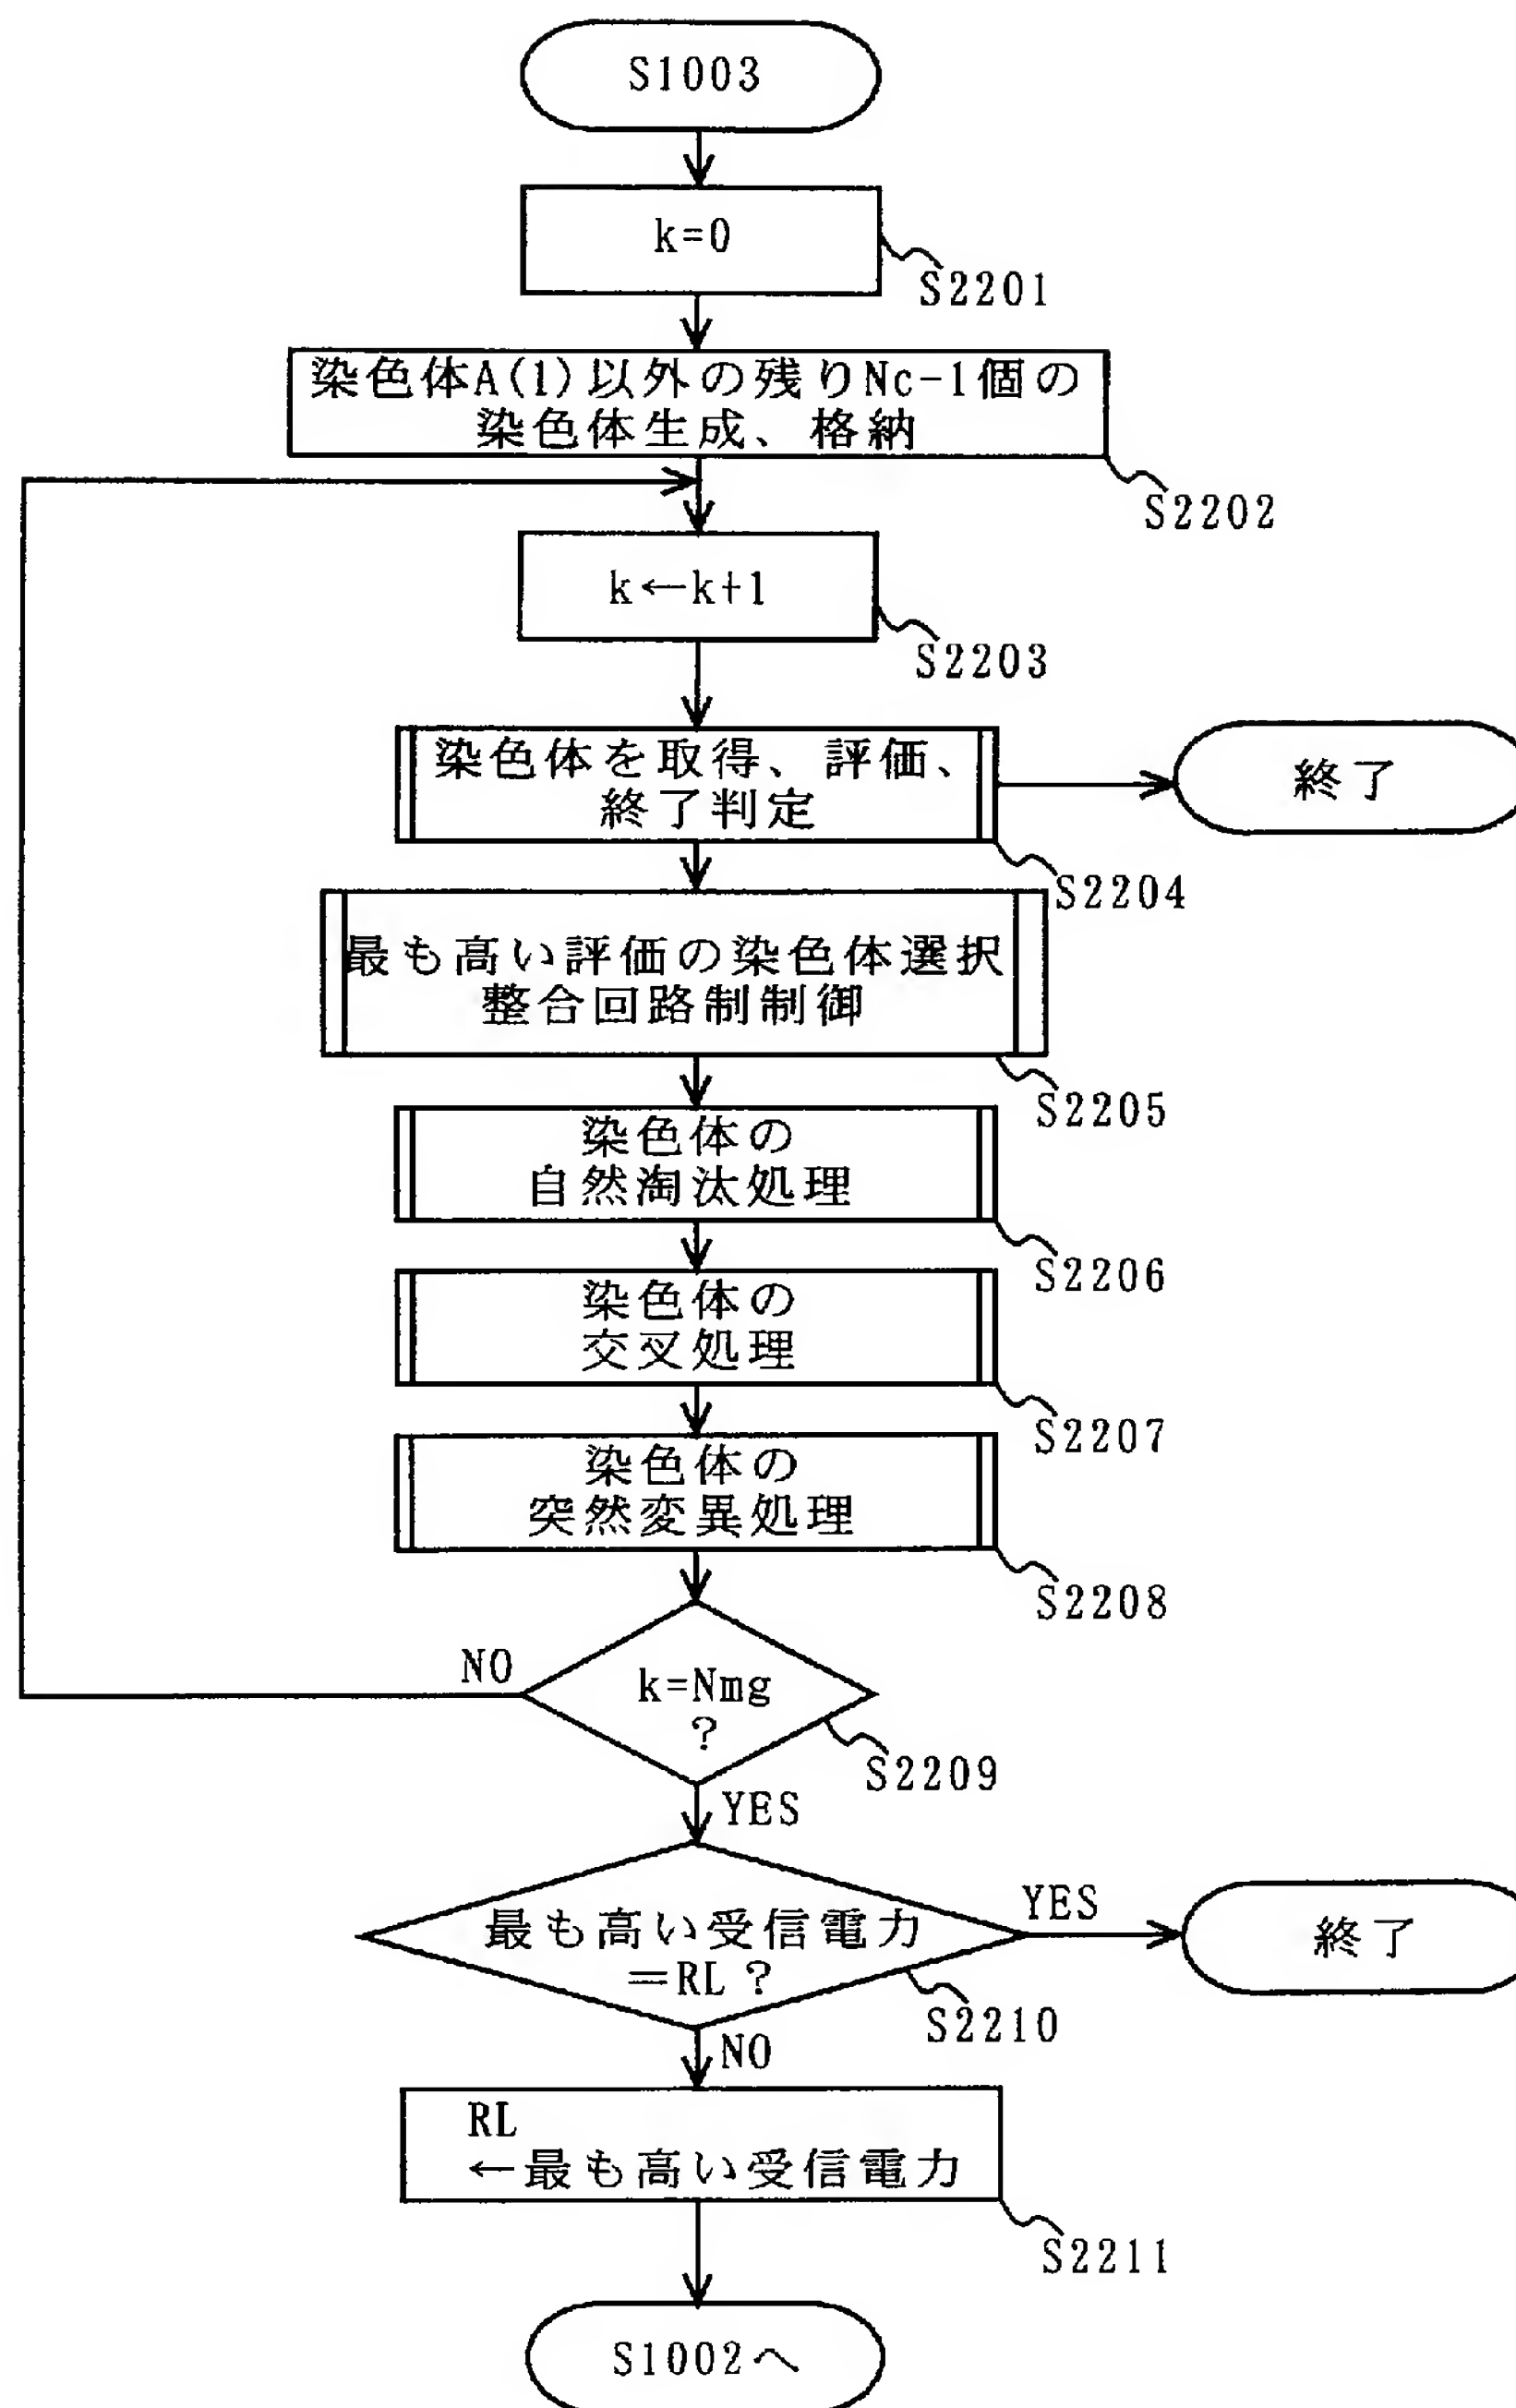 S1003
k=0
S2201
染色体A(1)以外の残りNc-1個の
染色体生成、格納
S2202
k←k+1
S2203
染色体を取得、評価、
終了判定
終了
S2204
最も高い評価の染色体選択
整合回路制制御
S2205
染色体の
自然淘汰処理
S2206
染色体の
交叉処理
S2207
染色体の
突然変異処理
S2208
NO
k=Nmg
?
S2209
YES
最も高い受信電力
=RL?
YES
終了
S2210
NO
RL
←最も高い受信電力
S2211
S1002へ